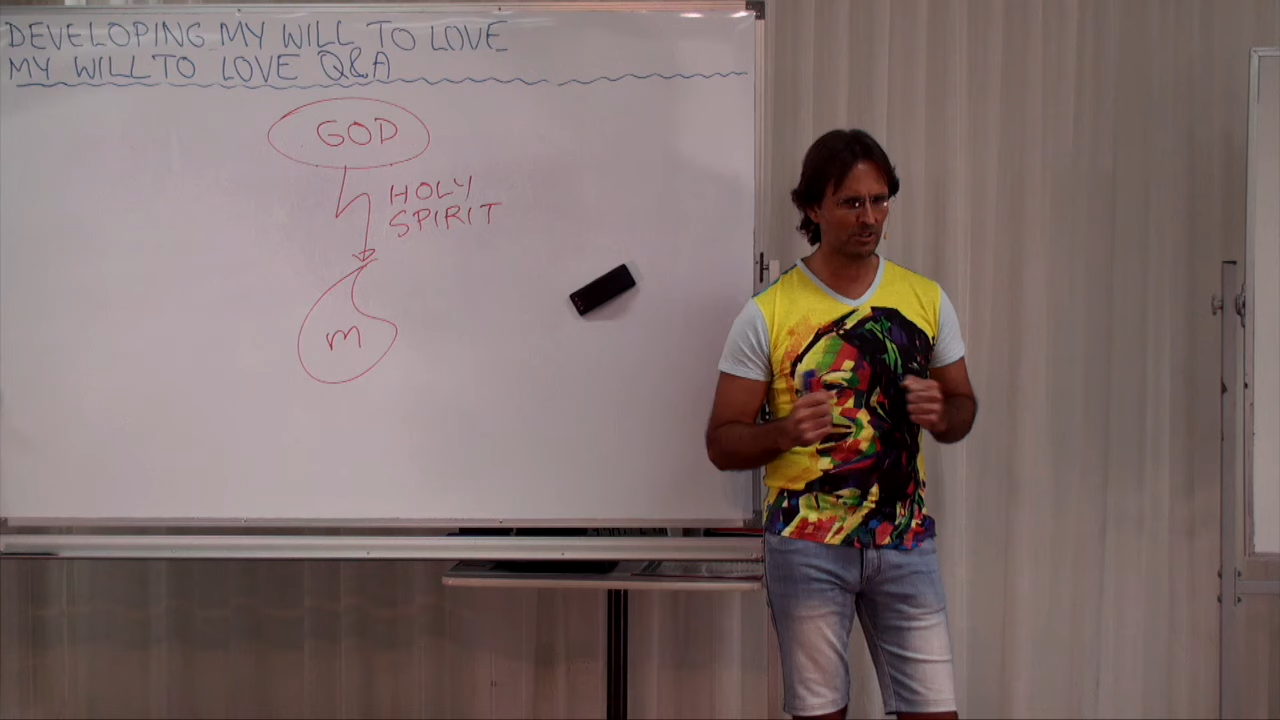 DEVELOPING MY WILL TO LOVE
MY WILL TO LOVE Q&A
GOD
HOLY
SPIRIT
m